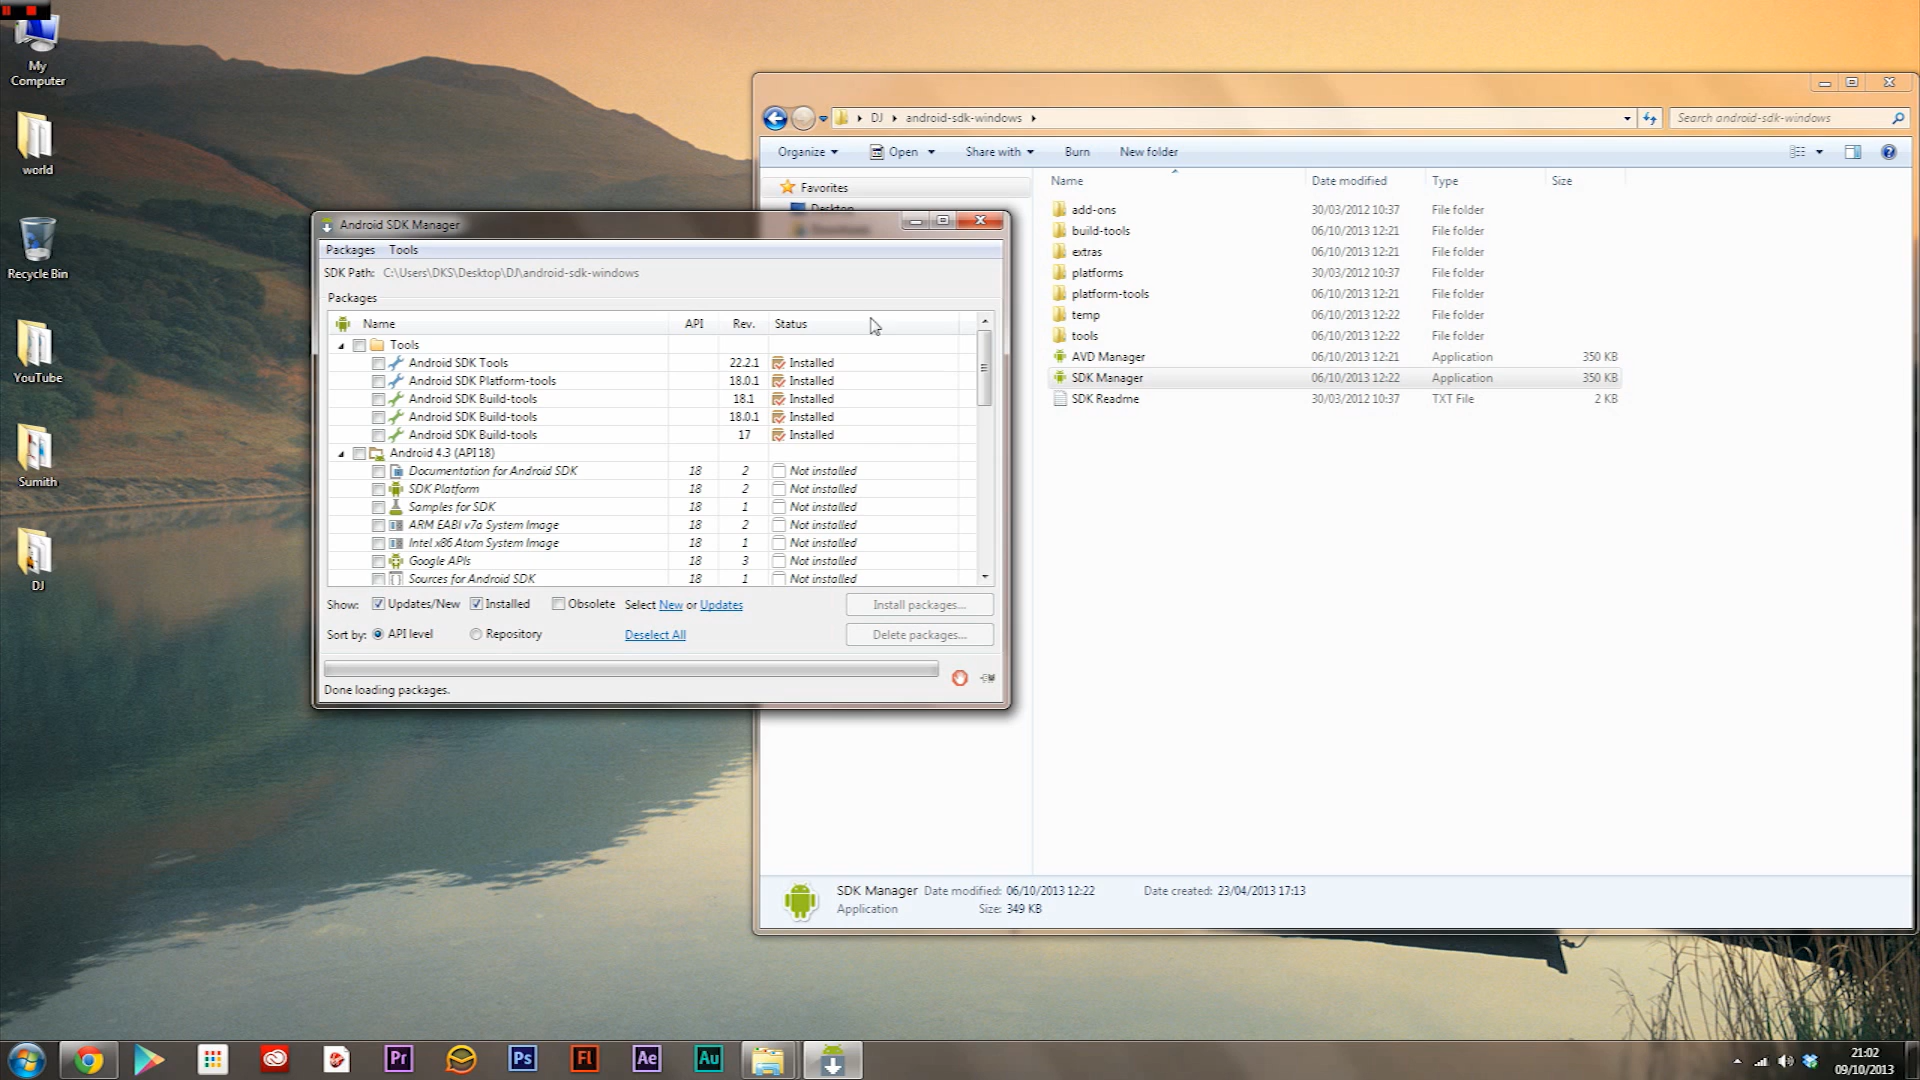 My
Computer
world
Recycle Bin
YouTube
Sumith
DJ
DJ
android-sdk-windows
Search android-sdk-windows
Organize
Open
Share with
Burn
New folder
Favorites
Desktop
Name
Date modified
Type
Size
add-ons 30/03/2012 10:37 File folder
build-tools 06/10/2013 12:21 File folder
extras 06/10/2013 12:21 File folder
platforms 30/03/2012 10:37 File folder
platform-tools 06/10/2013 12:21 File folder
temp 06/10/2013 12:22 File folder
tools 06/10/2013 12:22 File folder
AVD Manager 06/10/2013 12:21 Application 350 KB
SDK Manager 06/10/2013 12:22 Application 350 KB
SDK Readme 30/03/2012 10:37 TXT File 2 KB
SDK Manager Date modified: 06/10/2013 12:22 Date created: 23/04/2013 17:13
Application Size: 349 KB
Android SDK Manager
Packages Tools
SDK Path: C:\Users\DKS\Desktop\DJ\android-sdk-windows
Packages
Name API Rev. Status
Tools
Android SDK Tools 22.2.1 Installed
Android SDK Platform-tools 18.0.1 Installed
Android SDK Build-tools 18.1 Installed
Android SDK Build-tools 18.0.1 Installed
Android SDK Build-tools 17 Installed
Android 4.3 (API 18)
Documentation for Android SDK 18 2 Not installed
SDK Platform 18 2 Not installed
Samples for SDK 18 1 Not installed
ARM EABI v7a System Image 18 2 Not installed
Intel x86 Atom System Image 18 1 Not installed
Google APIs 18 3 Not installed
Sources for Android SDK 18 1 Not installed
Show: Updates/New Installed Obsolete Select New or Updates Install packages...
Sort by: API level Repository Deselect All Delete packages...
Done loading packages.
Pr
Ps
Fl
Ae
Au
21:02
09/10/2013